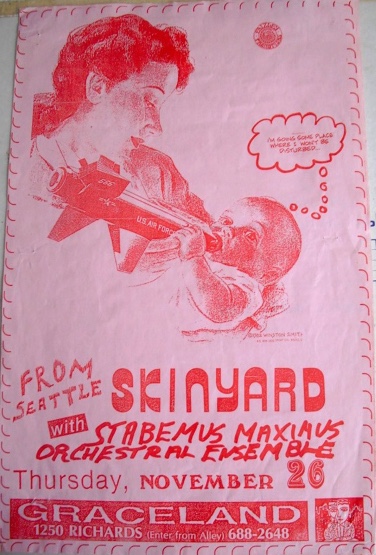 I'M GOING SOME PLACE
WHERE I WON'T BE
DISTURBED...
U.S. AIR FORCE
FROM
SEATTLE
SKINYARD
with
STABEMUS MAXIMUS
ORCHESTRAL ENSEMBLE
Thursday, NOVEMBER 26
GRACELAND
1250 RICHARDS (Enter from Alley) 688-2648